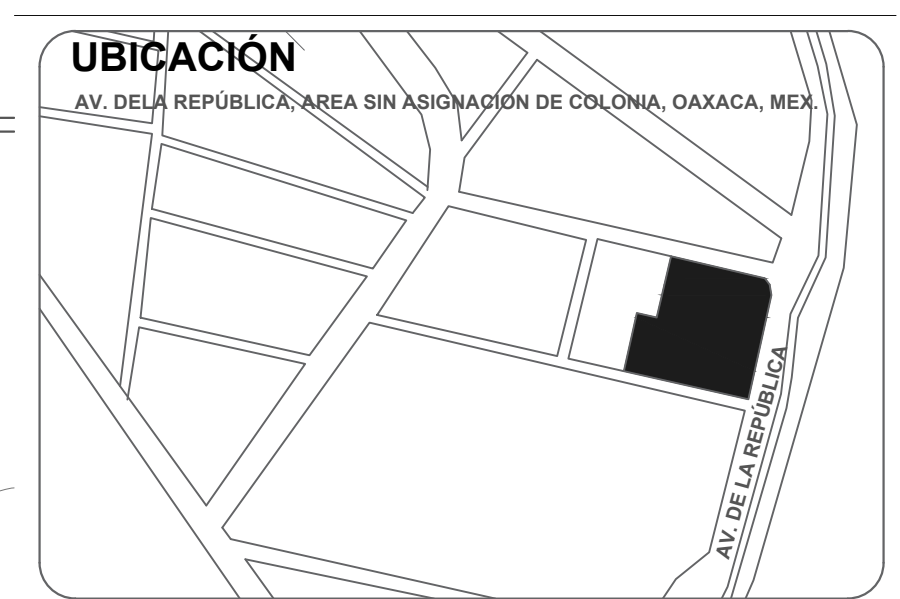 UBICACIÓN
AV. DELA REPÚBLICA, AREA SIN ASIGNACION DE COLONIA, OAXACA, MEX.
AV. DE LA REPÚBLICA